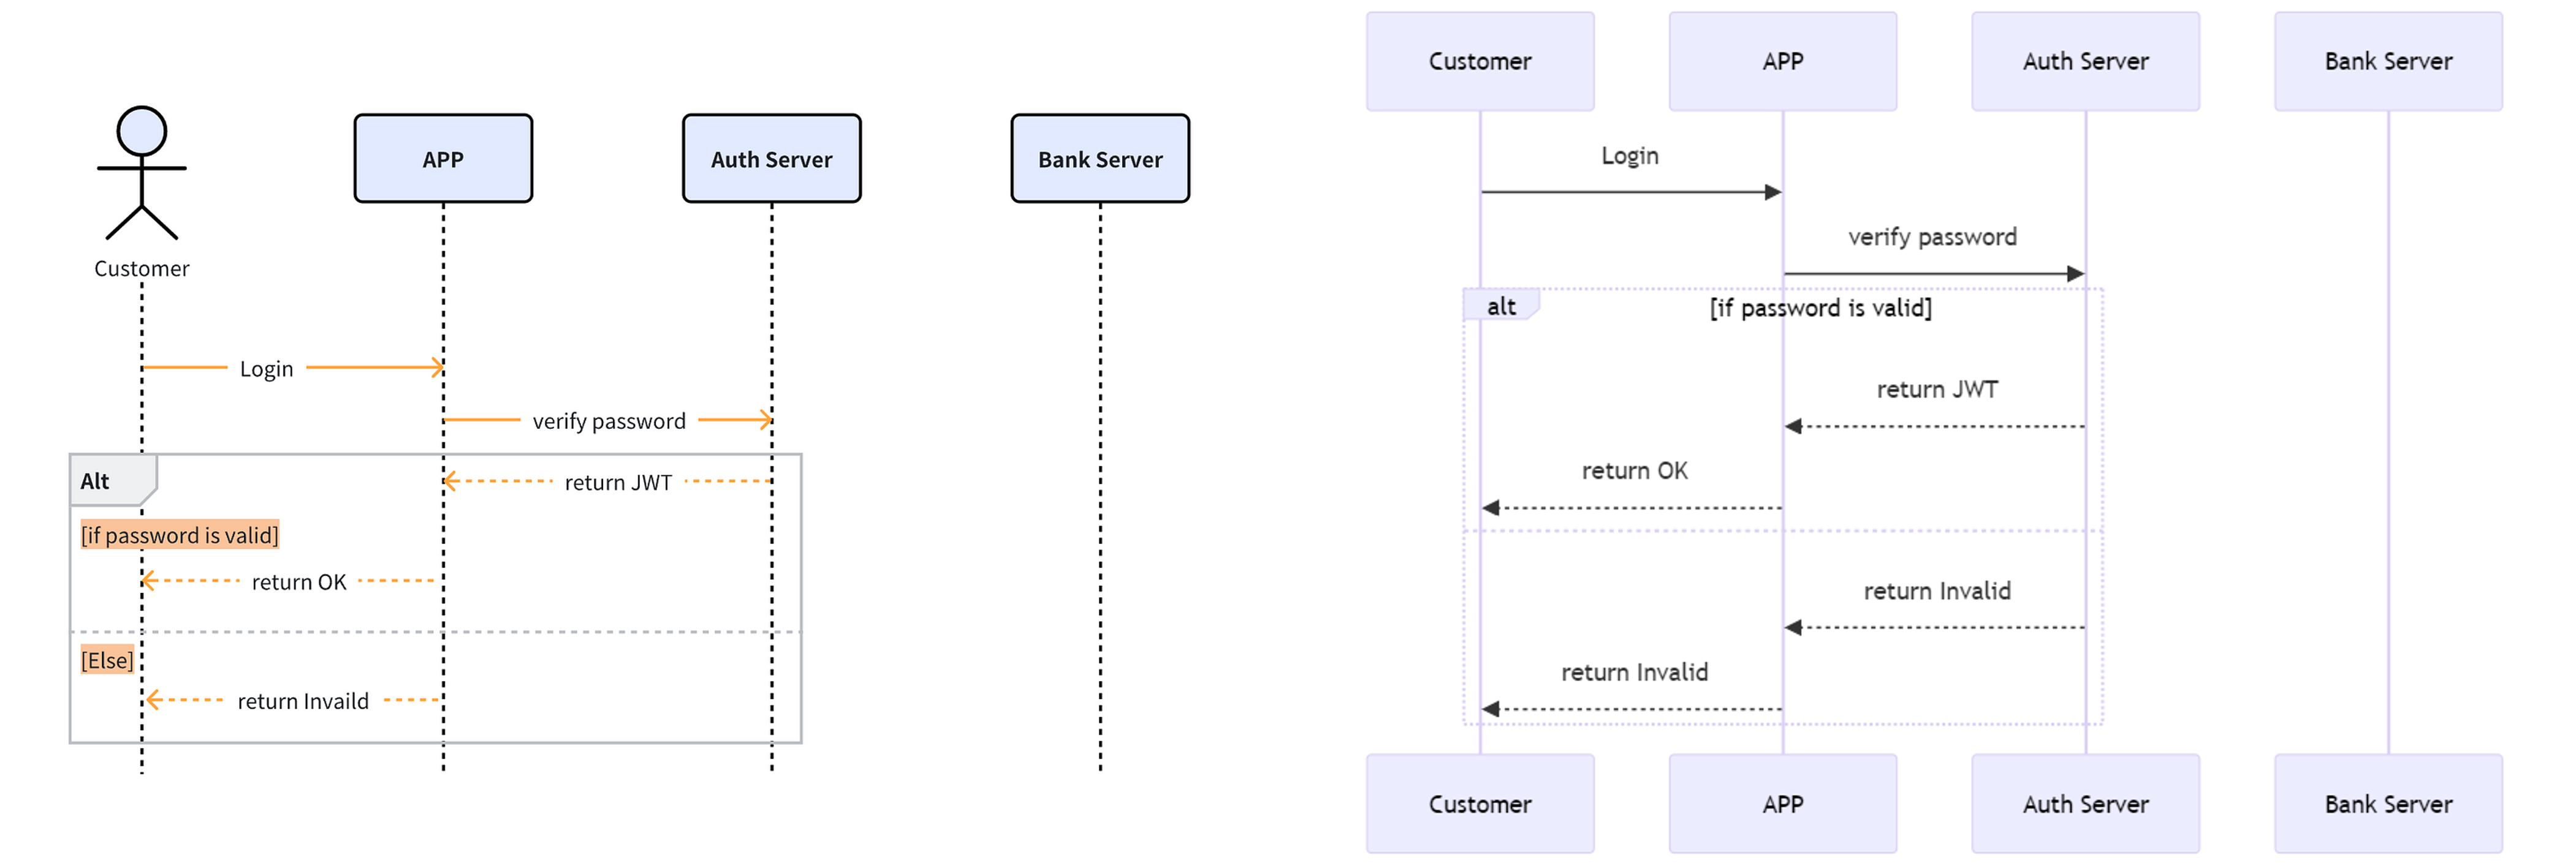 APP
Auth Server
Bank Server
Customer
Login
verify password
Alt
return JWT
[if password is valid]
return OK
[Else]
return Invaild
Customer
APP
Auth Server
Bank Server
Login
verify password
alt
[if password is valid]
return JWT
return OK
return Invalid
return Invalid
Customer
APP
Auth Server
Bank Server